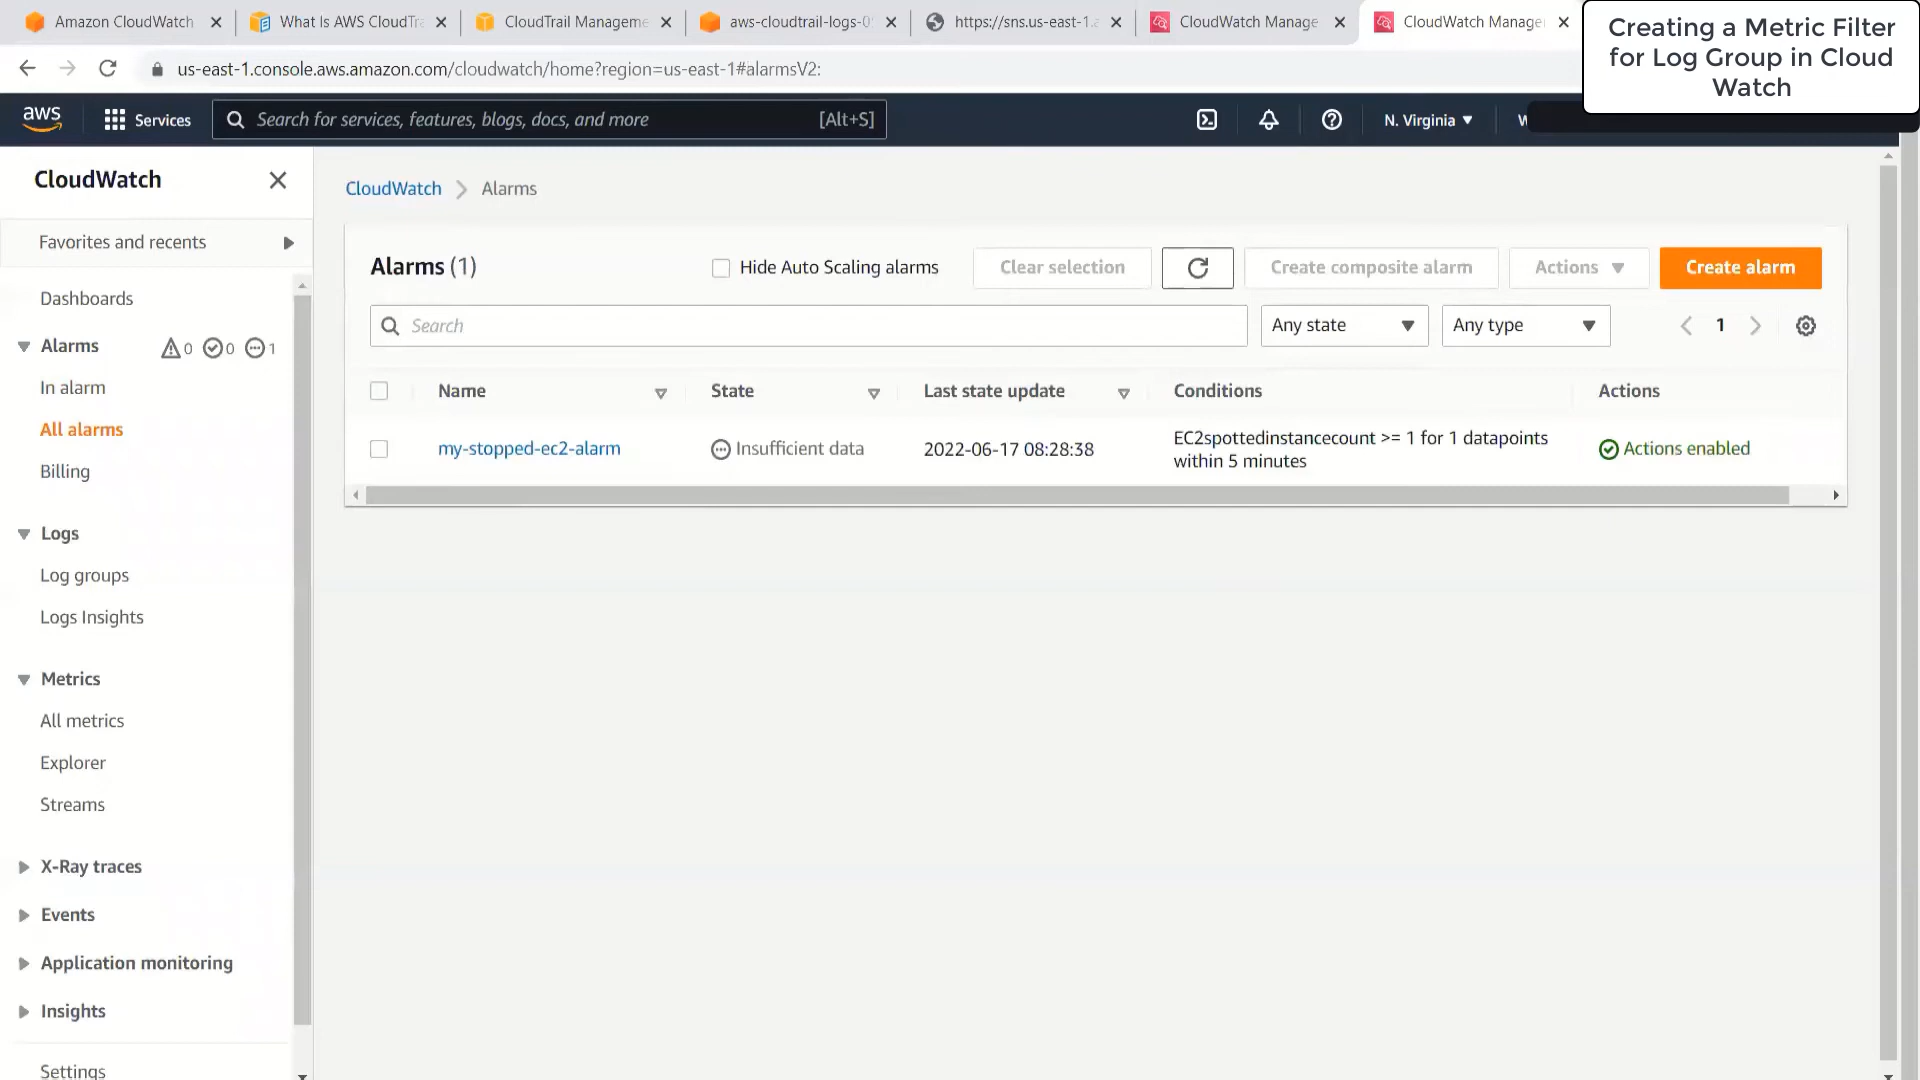 Amazon CloudWatch
What Is AWS CloudTra
CloudTrail Manageme
aws-cloudtrail-logs-0
https://sns.us-east-1.a
CloudWatch Manage
CloudWatch Manage
Creating a Metric Filter
for Log Group in Cloud
Watch
us-east-1.console.aws.amazon.com/cloudwatch/home?region=us-east-1#alarmsV2:
aws
Services
Search for services, features, blogs, docs, and more
[Alt+S]
N. Virginia
CloudWatch
Favorites and recents
Dashboards
Alarms
0
0
1
In alarm
All alarms
Billing
Logs
Log groups
Logs Insights
Metrics
All metrics
Explorer
Streams
X-Ray traces
Events
Application monitoring
Insights
Settings
CloudWatch
Alarms
Alarms (1)
Hide Auto Scaling alarms
Clear selection
Create composite alarm
Actions
Create alarm
Search
Any state
Any type
1
Name
State
Last state update
Conditions
Actions
my-stopped-ec2-alarm
Insufficient data
2022-06-17 08:28:38
EC2spottedinstancecount >= 1 for 1 datapoints
within 5 minutes
Actions enabled